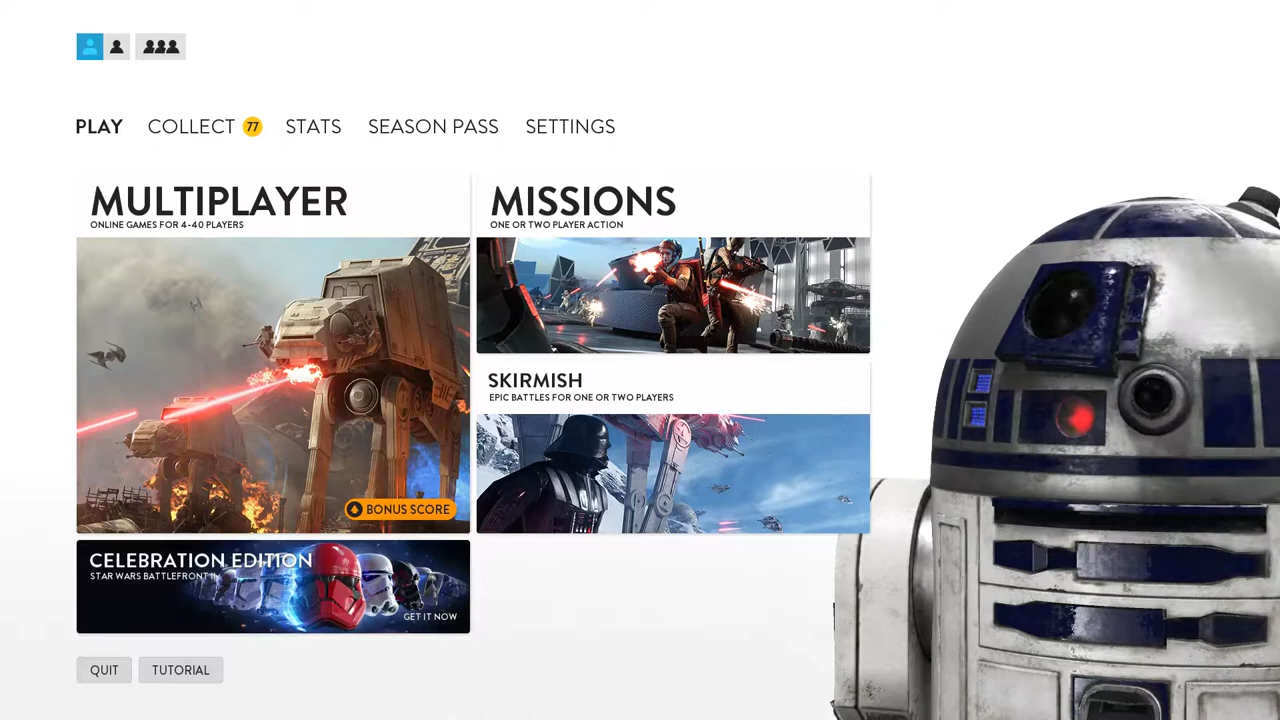 PLAY COLLECT 77 STATS SEASON PASS SETTINGS
MULTIPLAYER
ONLINE GAMES FOR 4-40 PLAYERS
BONUS SCORE
MISSIONS
ONE OR TWO PLAYER ACTION
SKIRMISH
EPIC BATTLES FOR ONE OR TWO PLAYERS
CELEBRATION EDITION
STAR WARS BATTLEFRONT II
GET IT NOW
QUIT TUTORIAL